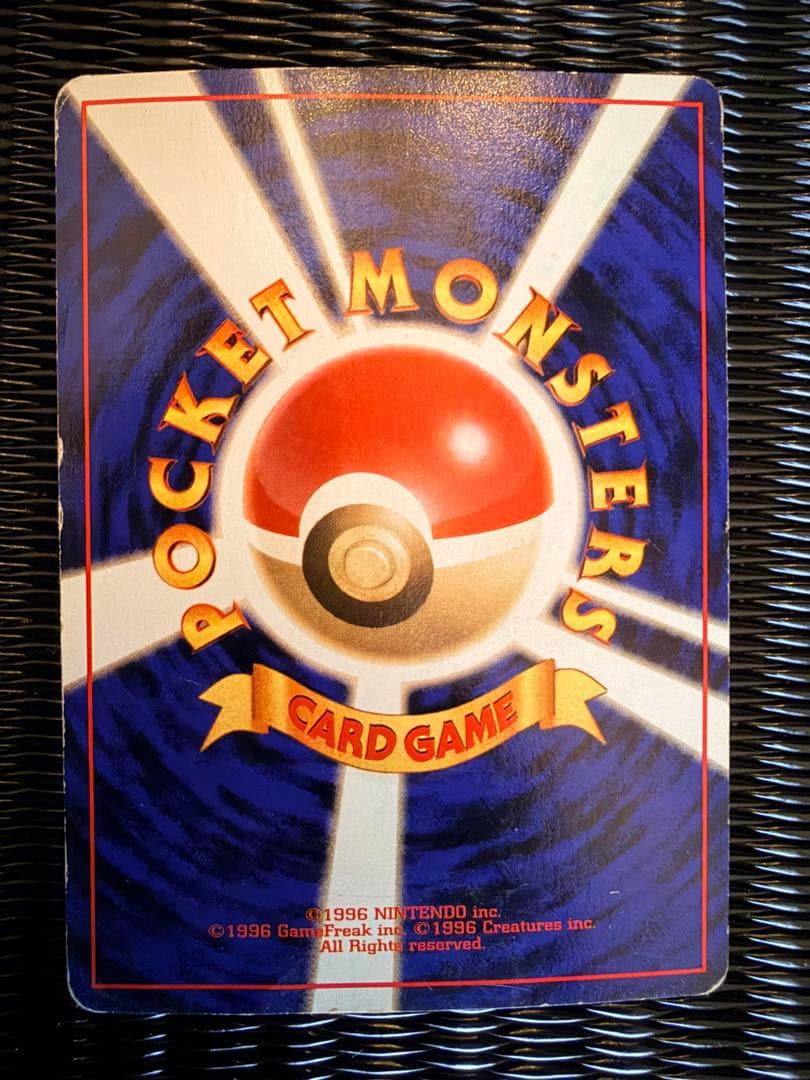 POCKET MONSTERS
CARD GAME
©1996 NINTENDO inc.
©1996 GameFreak inc. ©1996 Creatures inc.
All Rights reserved.